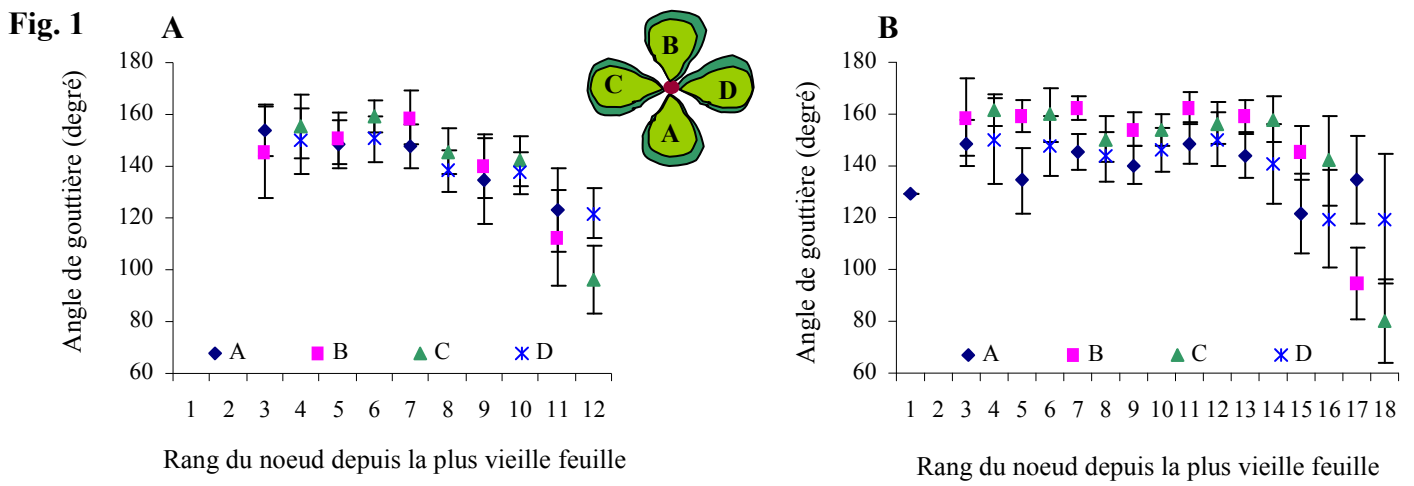 Fig. 1
A
Angle de gouttière (degré)
180
160
140
120
100
80
60
A B C D
1 2 3 4 5 6 7 8 9 10 11 12
Rang du noeud depuis la plus vieille feuille
B
C
D
A
B
Angle de gouttière (degré)
180
160
140
120
100
80
60
A B C D
1 2 3 4 5 6 7 8 9 10 11 12 13 14 15 16 17 18
Rang du noeud depuis la plus vieille feuille